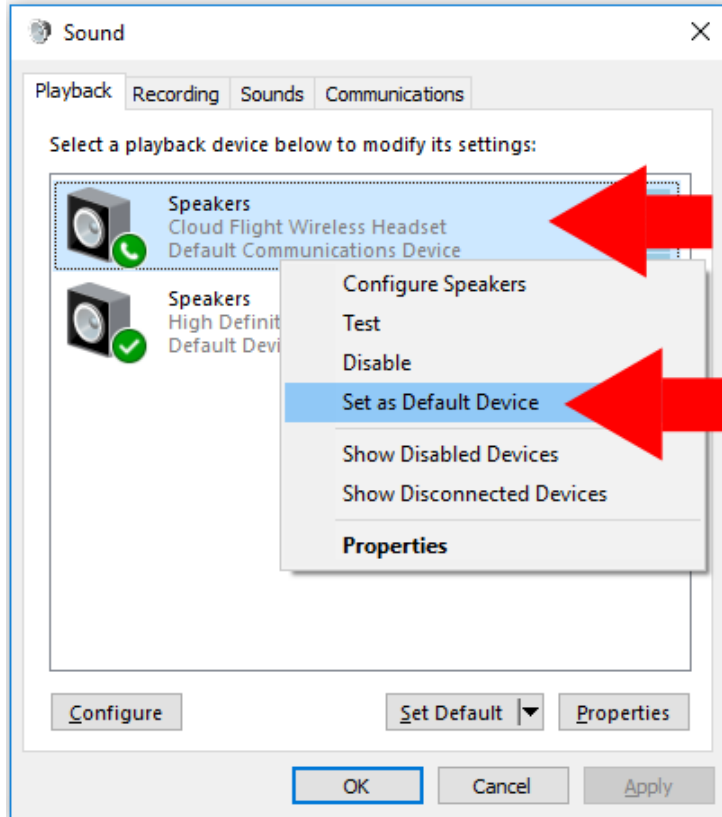 Sound
Playback Recording Sounds Communications
Select a playback device below to modify its settings:
Speakers
Cloud Flight Wireless Headset
Default Communications Device
Speakers
High
Default
Configure Speakers
Test
Disable
Set as Default Device
Show Disabled Devices
Show Disconnected Devices
Properties
Configure Set Default Properties
OK Cancel Apply